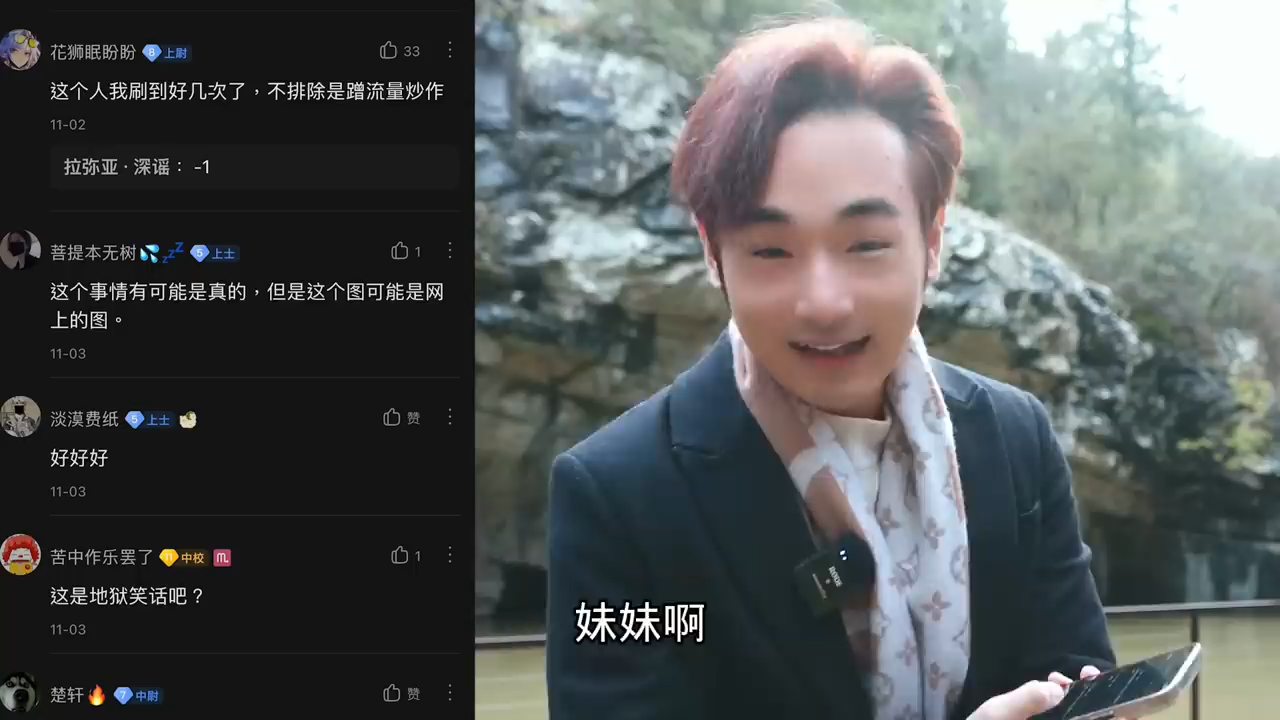 花狮眠盼盼 8 上尉 33
这个人我刷到好几次了，不排除是蹭流量炒作
11-02
拉弥亚·深谣： -1
菩提本无树💦💤 5 上士 1
这个事情有可能是真的，但是这个图可能是网
上的图。
11-03
淡漠费纸 5 上士 赞
好好好
11-03
苦中作乐罢了 11 中校 ♏ 1
这是地狱笑话吧？
11-03
楚轩🔥 7 中尉 赞
妹妹啊